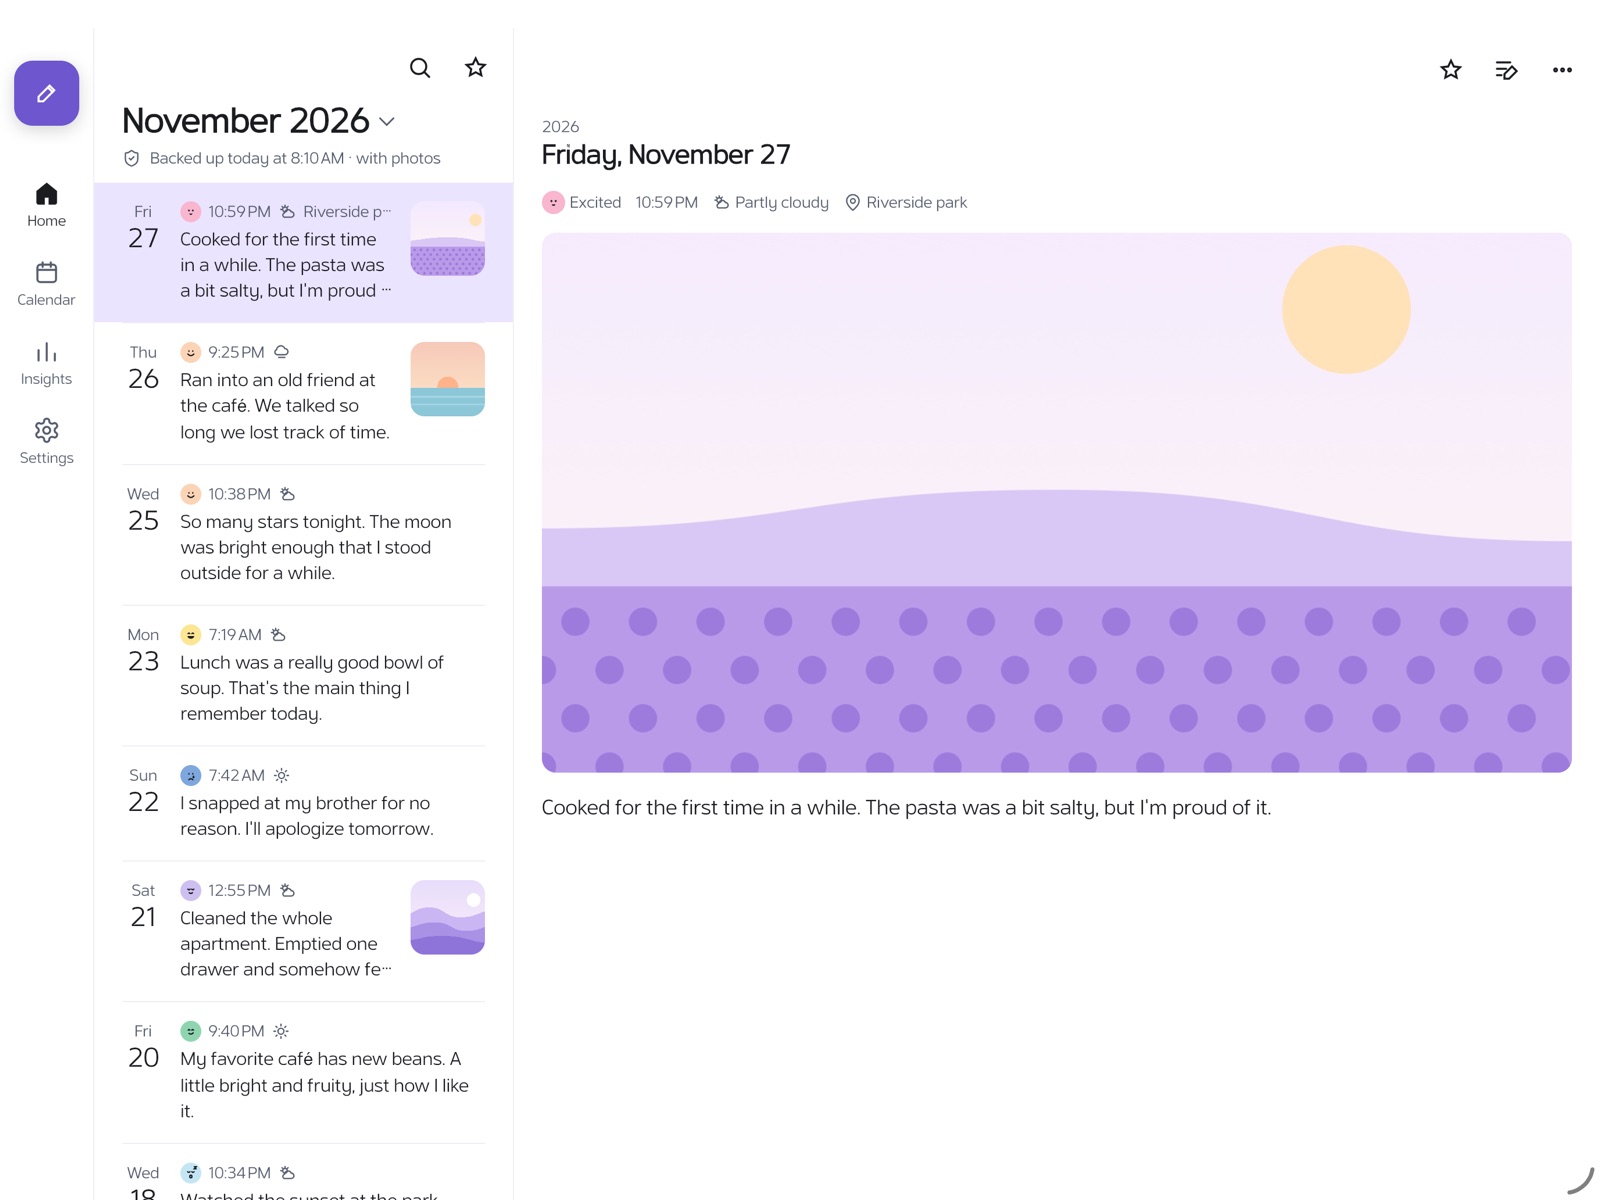 Home
Calendar
Insights
Settings
November 2026
Backed up today at 8:10 AM · with photos
Fri
27
10:59 PM Riverside p···
Cooked for the first time
in a while. The pasta was
a bit salty, but I'm proud ···
Thu
26
9:25 PM
Ran into an old friend at
the café. We talked so
long we lost track of time.
Wed
25
10:38 PM
So many stars tonight. The moon
was bright enough that I stood
outside for a while.
Mon
23
7:19 AM
Lunch was a really good bowl of
soup. That's the main thing I
remember today.
Sun
22
7:42 AM
I snapped at my brother for no
reason. I'll apologize tomorrow.
Sat
21
12:55 PM
Cleaned the whole
apartment. Emptied one
drawer and somehow fe···
Fri
20
9:40 PM
My favorite café has new beans. A
little bright and fruity, just how I like
it.
Wed
18
10:34 PM
Watched the sunset at the park
2026
Friday, November 27
Excited 10:59 PM Partly cloudy Riverside park
Cooked for the first time in a while. The pasta was a bit salty, but I'm proud of it.